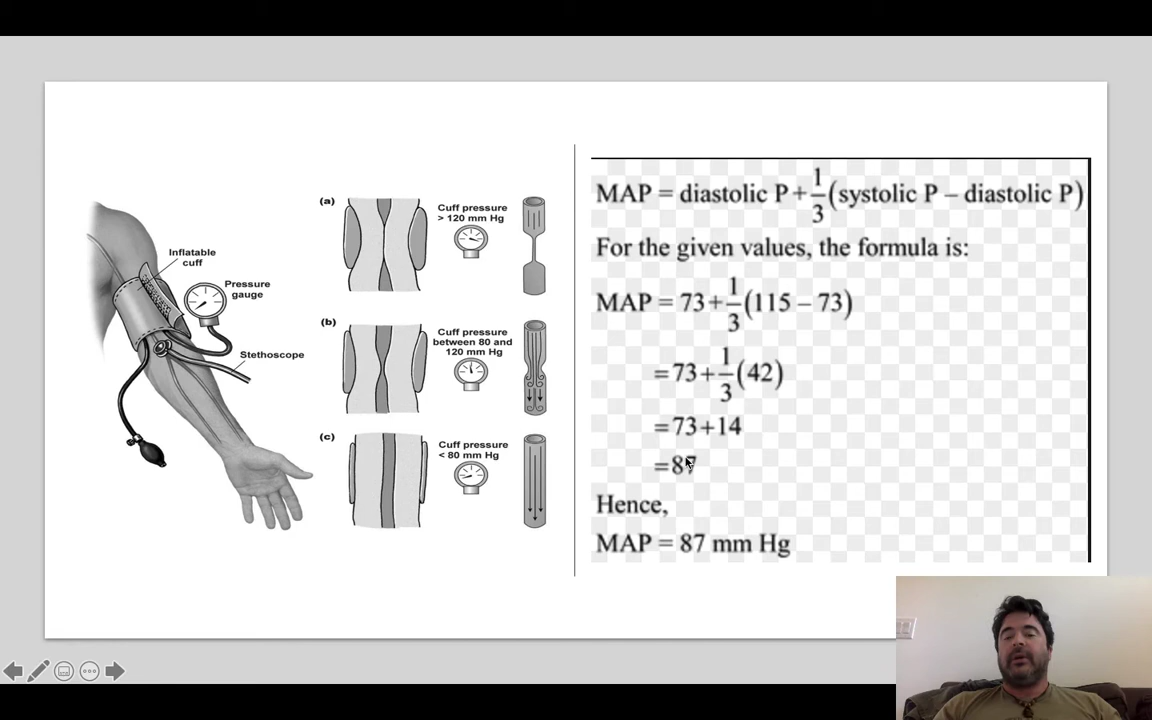 Inflatable
cuff
Pressure
gauge
Stethoscope
(a)
Cuff pressure
> 120 mm Hg
(b)
Cuff pressure
between 80 and
120 mm Hg
(c)
Cuff pressure
< 80 mm Hg
MAP = diastolic P + 1/3 (systolic P − diastolic P)
For the given values, the formula is:
MAP = 73 + 1/3 (115 − 73)
= 73 + 1/3 (42)
= 73 + 14
= 87
Hence,
MAP = 87 mm Hg